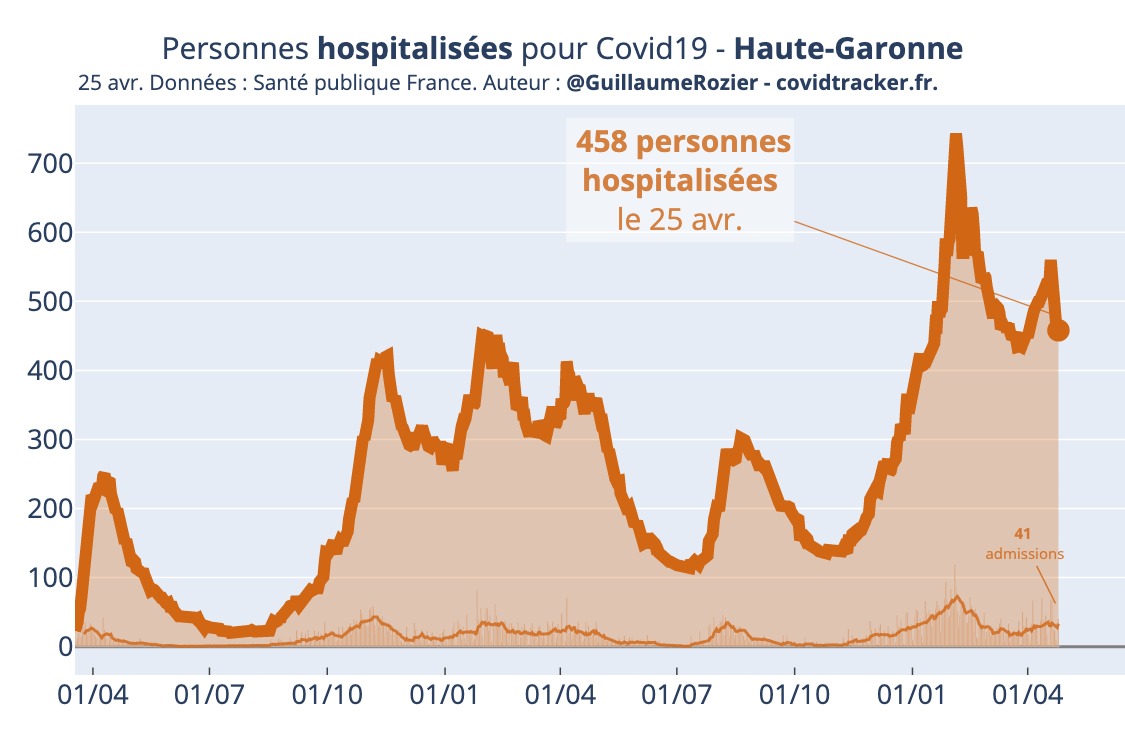 Personnes hospitalisées pour Covid19 - Haute-Garonne
25 avr. Données : Santé publique France. Auteur : @GuillaumeRozier - covidtracker.fr.
458 personnes
hospitalisées
le 25 avr.
700
600
500
400
300
200
100
0
41
admissions
01/04 01/07 01/10 01/01 01/04 01/07 01/10 01/01 01/04